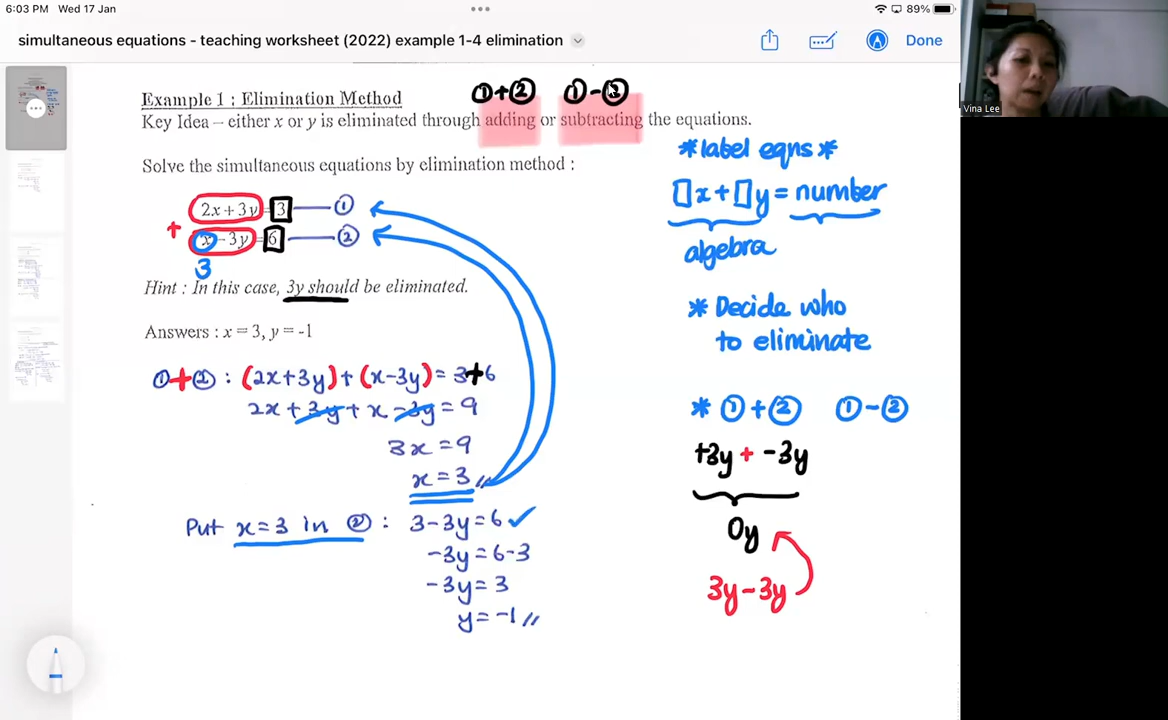 6:03 PM Wed 17 Jan
89%
simultaneous equations - teaching worksheet (2022) example 1-4 elimination
Done
Vina Lee
①+② ①-②
Example 1 : Elimination Method
Key Idea – either x or y is eliminated through adding or subtracting the equations.
Solve the simultaneous equations by elimination method :
2x + 3y = 3 — ①
+
x - 3y = 6 — ②
3
Hint : In this case, 3y should be eliminated.
Answers : x = 3, y = -1
①+② : (2x+3y)+(x-3y)=3+6
2x+3y+x-3y=9
3x=9
x=3//
Put x=3 in ② : 3-3y=6✓
-3y=6-3
-3y=3
y=-1//
*label eqns*
▯x+▯y=number
algebra
* Decide who
to eliminate
* ①+② ①-②
+3y + -3y
0y
3y-3y